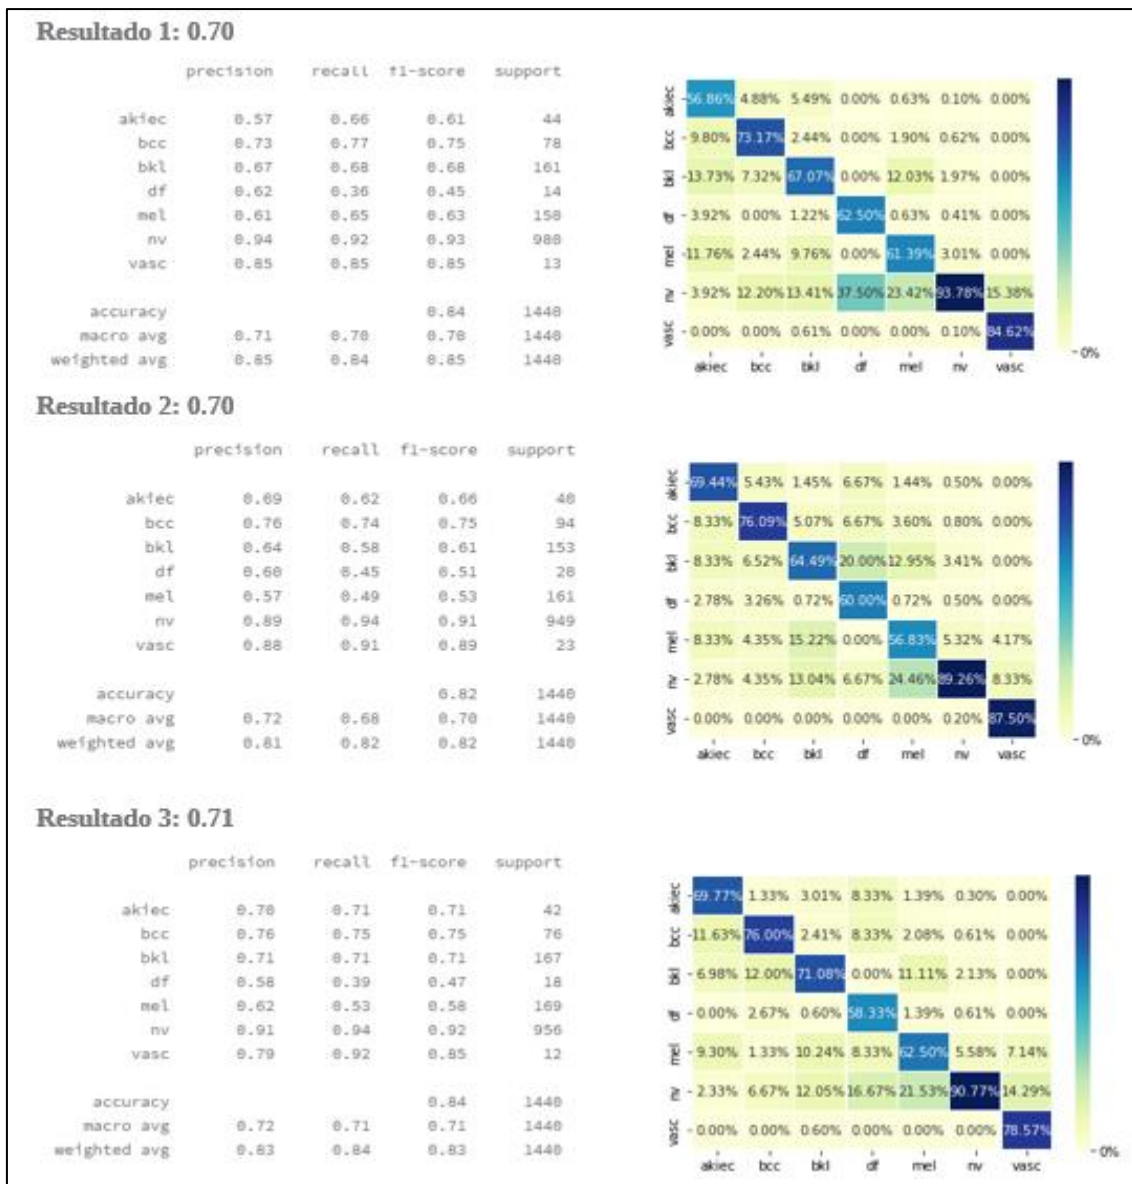 Resultado 1: 0.70
precision recall f1-score support
akiec 0.57 0.66 0.61 44
bcc 0.73 0.77 0.75 78
bkl 0.67 0.68 0.68 161
df 0.62 0.36 0.45 14
mel 0.61 0.65 0.63 150
nv 0.94 0.92 0.93 980
vasc 0.85 0.85 0.85 13
accuracy 0.84 1440
macro avg 0.71 0.70 0.70 1440
weighted avg 0.85 0.84 0.85 1440
akiec 56.86% 4.88% 5.49% 0.00% 0.63% 0.10% 0.00%
bcc 9.80% 73.17% 2.44% 0.00% 1.90% 0.62% 0.00%
bkl 13.73% 7.32% 67.07% 0.00% 12.03% 1.97% 0.00%
df 3.92% 0.00% 1.22% 62.50% 0.63% 0.41% 0.00%
mel 11.76% 2.44% 9.76% 0.00% 61.39% 3.01% 0.00%
nv 3.92% 12.20% 13.41% 37.50% 23.42% 93.78% 15.38%
vasc 0.00% 0.00% 0.61% 0.00% 0.00% 0.10% 84.62%
0%
akiec bcc bkl df mel nv vasc
Resultado 2: 0.70
precision recall f1-score support
akiec 0.69 0.62 0.66 40
bcc 0.76 0.74 0.75 94
bkl 0.64 0.58 0.61 153
df 0.60 0.45 0.51 20
mel 0.57 0.49 0.53 161
nv 0.89 0.94 0.91 949
vasc 0.88 0.91 0.89 23
accuracy 0.82 1440
macro avg 0.72 0.68 0.70 1440
weighted avg 0.81 0.82 0.82 1440
akiec 69.44% 5.43% 1.45% 6.67% 1.44% 0.50% 0.00%
bcc 8.33% 76.09% 5.07% 6.67% 3.60% 0.80% 0.00%
bkl 8.33% 6.52% 64.49% 20.00% 12.95% 3.41% 0.00%
df 2.78% 3.26% 0.72% 60.00% 0.72% 0.50% 0.00%
mel 8.33% 4.35% 15.22% 0.00% 56.83% 5.32% 4.17%
nv 2.78% 4.35% 13.04% 6.67% 24.46% 89.26% 8.33%
vasc 0.00% 0.00% 0.00% 0.00% 0.00% 0.20% 87.50%
0%
akiec bcc bkl df mel nv vasc
Resultado 3: 0.71
precision recall f1-score support
akiec 0.70 0.71 0.71 42
bcc 0.76 0.75 0.75 76
bkl 0.71 0.71 0.71 167
df 0.58 0.39 0.47 18
mel 0.62 0.53 0.58 169
nv 0.91 0.94 0.92 956
vasc 0.79 0.92 0.85 12
accuracy 0.84 1440
macro avg 0.72 0.71 0.71 1440
weighted avg 0.83 0.84 0.83 1440
akiec 69.77% 1.33% 3.01% 8.33% 1.39% 0.30% 0.00%
bcc 11.63% 76.00% 2.41% 8.33% 2.08% 0.61% 0.00%
bkl 6.98% 12.00% 71.08% 0.00% 11.11% 2.13% 0.00%
df 0.00% 2.67% 0.60% 58.33% 1.39% 0.61% 0.00%
mel 9.30% 1.33% 10.24% 8.33% 62.50% 5.58% 7.14%
nv 2.33% 6.67% 12.05% 16.67% 21.53% 90.77% 14.29%
vasc 0.00% 0.00% 0.60% 0.00% 0.00% 0.00% 78.57%
0%
akiec bcc bkl df mel nv vasc